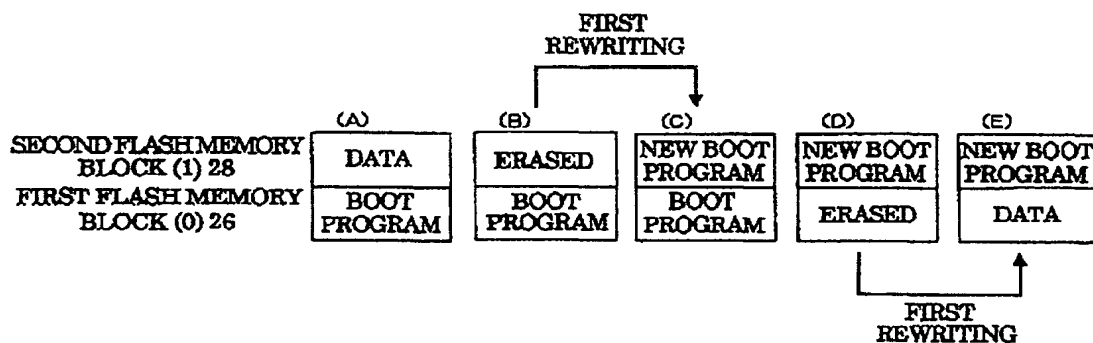 FIRST
REWRITING
(A) (B) (C) (D) (E)
SECOND FLASH MEMORY
BLOCK (1) 28
DATA
ERASED
NEW BOOT
PROGRAM
NEW BOOT
PROGRAM
NEW BOOT
PROGRAM
FIRST FLASH MEMORY
BLOCK (0) 26
BOOT
PROGRAM
BOOT
PROGRAM
BOOT
PROGRAM
ERASED
DATA
FIRST
REWRITING